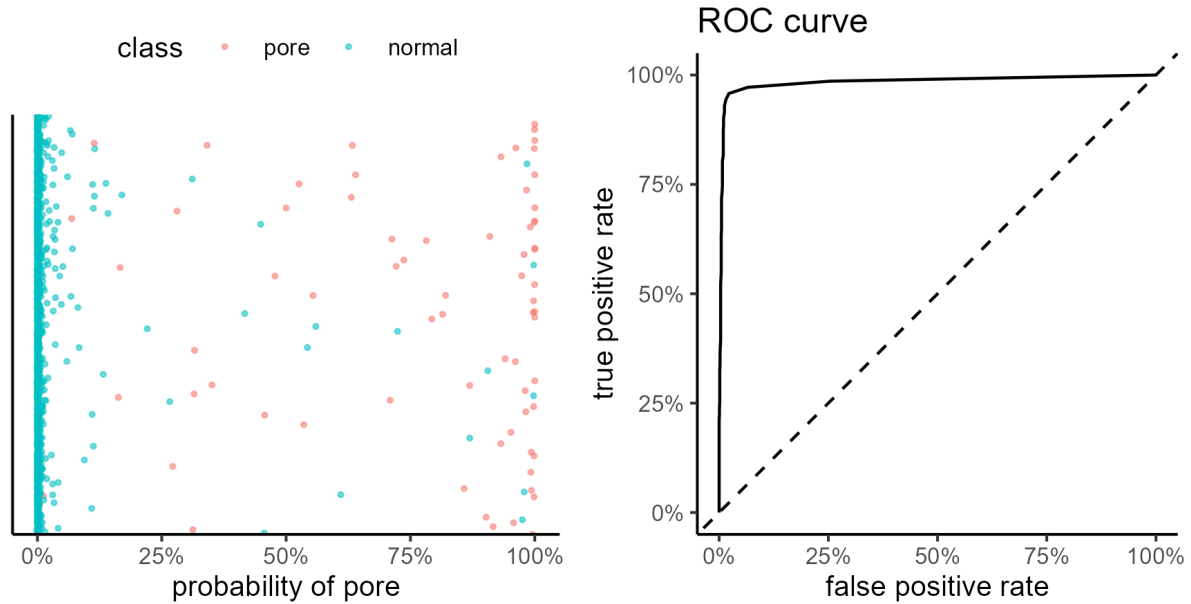 class pore normal
0% 25% 50% 75% 100%
probability of pore
ROC curve
true positive rate
100%
75%
50%
25%
0%
0% 25% 50% 75% 100%
false positive rate